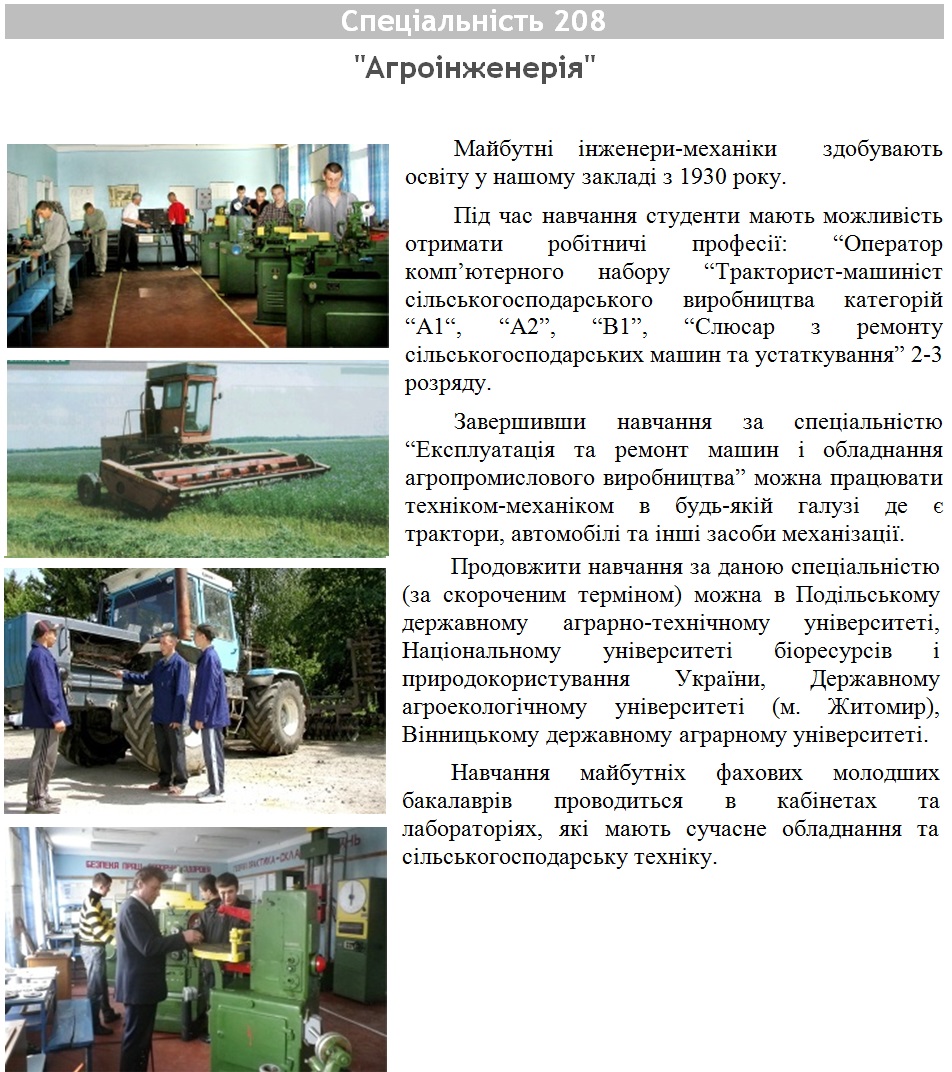 Спеціальність 208
"Агроінженерія"
Майбутні інженери-механіки здобувають
освіту у нашому закладі з 1930 року.
Під час навчання студенти мають можливість
отримати робітничі професії: “Оператор
комп’ютерного набору “Тракторист-машиніст
сільськогосподарського виробництва категорій
“А1“, “А2”, “В1”, “Слюсар з ремонту
сільськогосподарських машин та устаткування” 2-3
розряду.
Завершивши навчання за спеціальністю
“Експлуатація та ремонт машин і обладнання
агропромислового виробництва” можна працювати
техніком-механіком в будь-якій галузі де є
трактори, автомобілі та інші засоби механізації.
Продовжити навчання за даною спеціальністю
(за скороченим терміном) можна в Подільському
державному аграрно-технічному університеті,
Національному університеті біоресурсів і
природокористування України, Державному
агроекологічному університеті (м. Житомир),
Вінницькому державному аграрному університеті.
Навчання майбутніх фахових молодших
бакалаврів проводиться в кабінетах та
лабораторіях, які мають сучасне обладнання та
сільськогосподарську техніку.
БЕЗПЕКА ПРАЦІ